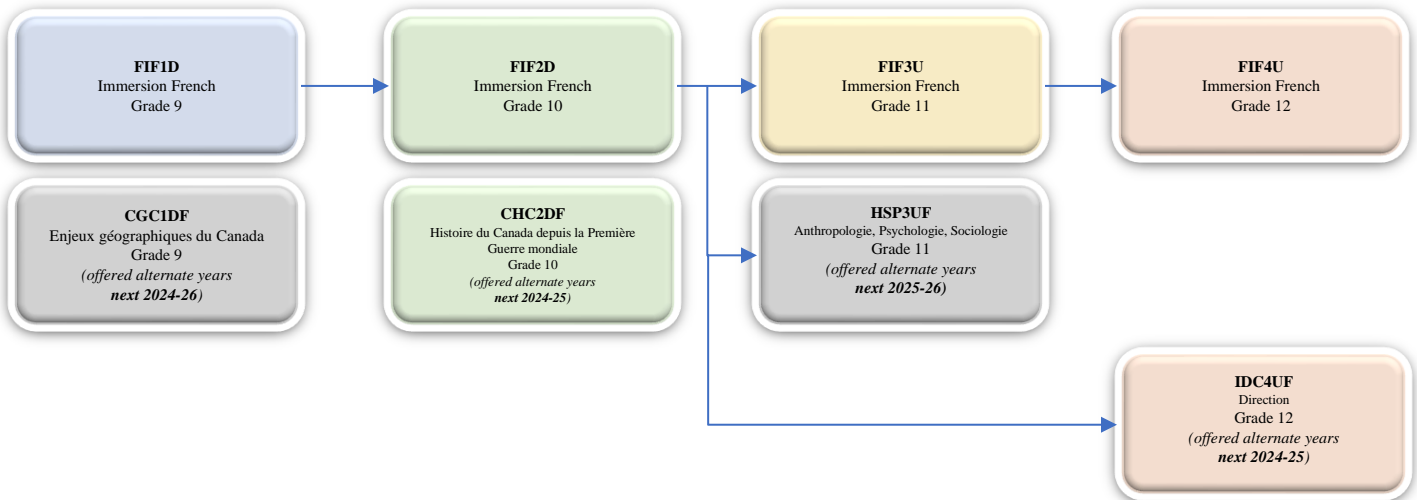 FIF1D
Immersion French
Grade 9
FIF2D
Immersion French
Grade 10
FIF3U
Immersion French
Grade 11
FIF4U
Immersion French
Grade 12
CGC1DF
Enjeux géographiques du Canada
Grade 9
(offered alternate years
next 2024-26)
CHC2DF
Histoire du Canada depuis la Première
Guerre mondiale
Grade 10
(offered alternate years
next 2024-25)
HSP3UF
Anthropologie, Psychologie, Sociologie
Grade 11
(offered alternate years
next 2025-26)
IDC4UF
Direction
Grade 12
(offered alternate years
next 2024-25)